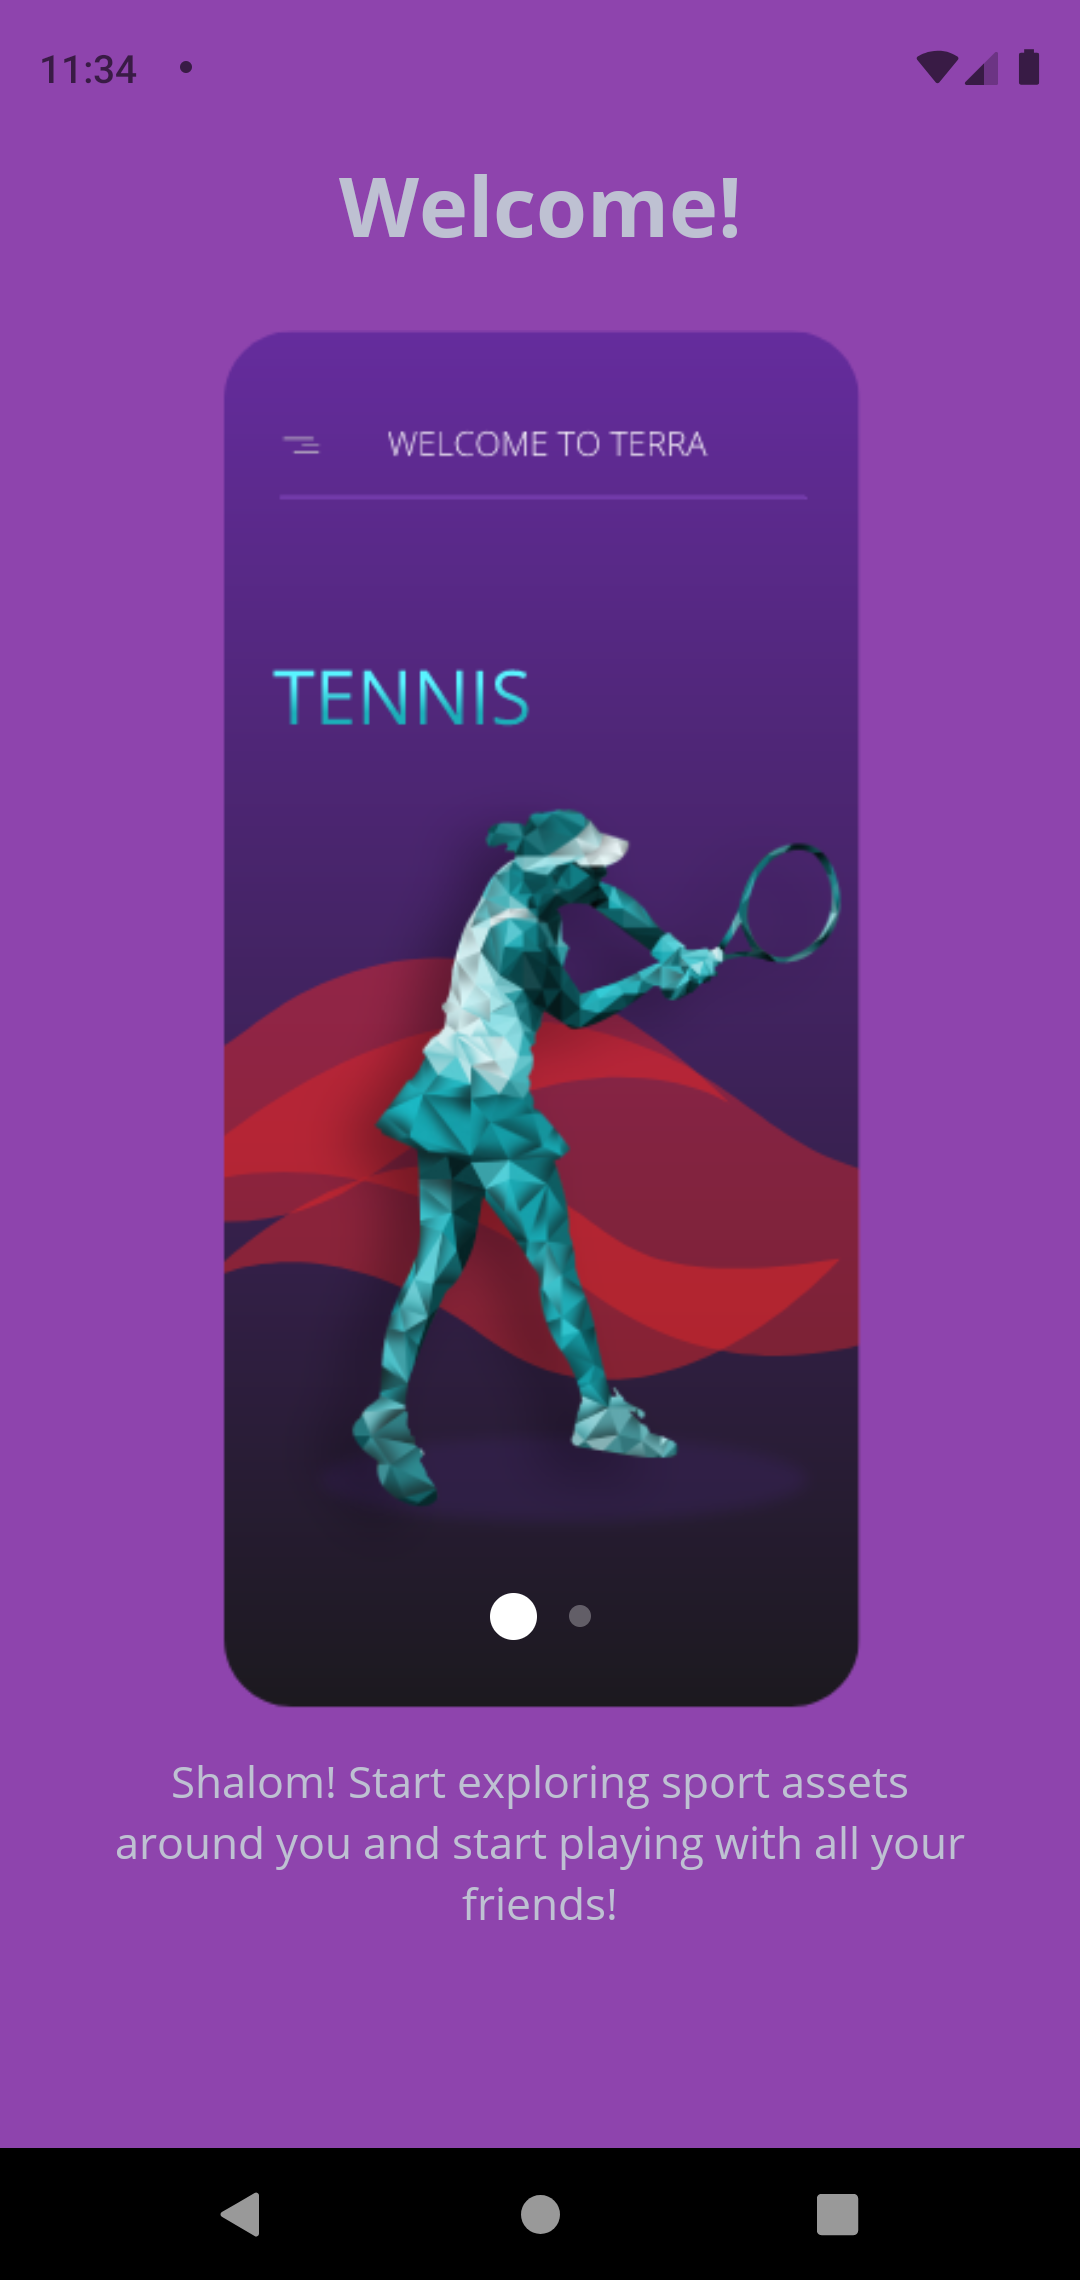 11:34
Welcome!
WELCOME TO TERRA
TENNIS
Shalom! Start exploring sport assets
around you and start playing with all your
friends!